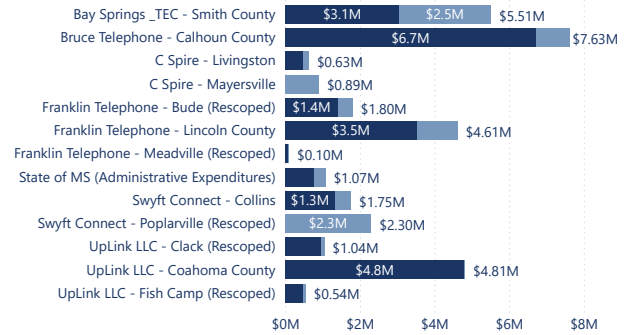 Bay Springs _TEC - Smith County $3.1M $2.5M $5.51M
Bruce Telephone - Calhoun County $6.7M $7.63M
C Spire - Livingston $0.63M
C Spire - Mayersville $0.89M
Franklin Telephone - Bude (Rescoped) $1.4M $1.80M
Franklin Telephone - Lincoln County $3.5M $4.61M
Franklin Telephone - Meadville (Rescoped) $0.10M
State of MS (Administrative Expenditures) $1.07M
Swyft Connect - Collins $1.3M $1.75M
Swyft Connect - Poplarville (Rescoped) $2.3M $2.30M
UpLink LLC - Clack (Rescoped) $1.04M
UpLink LLC - Coahoma County $4.8M $4.81M
UpLink LLC - Fish Camp (Rescoped) $0.54M
$0M $2M $4M $6M $8M